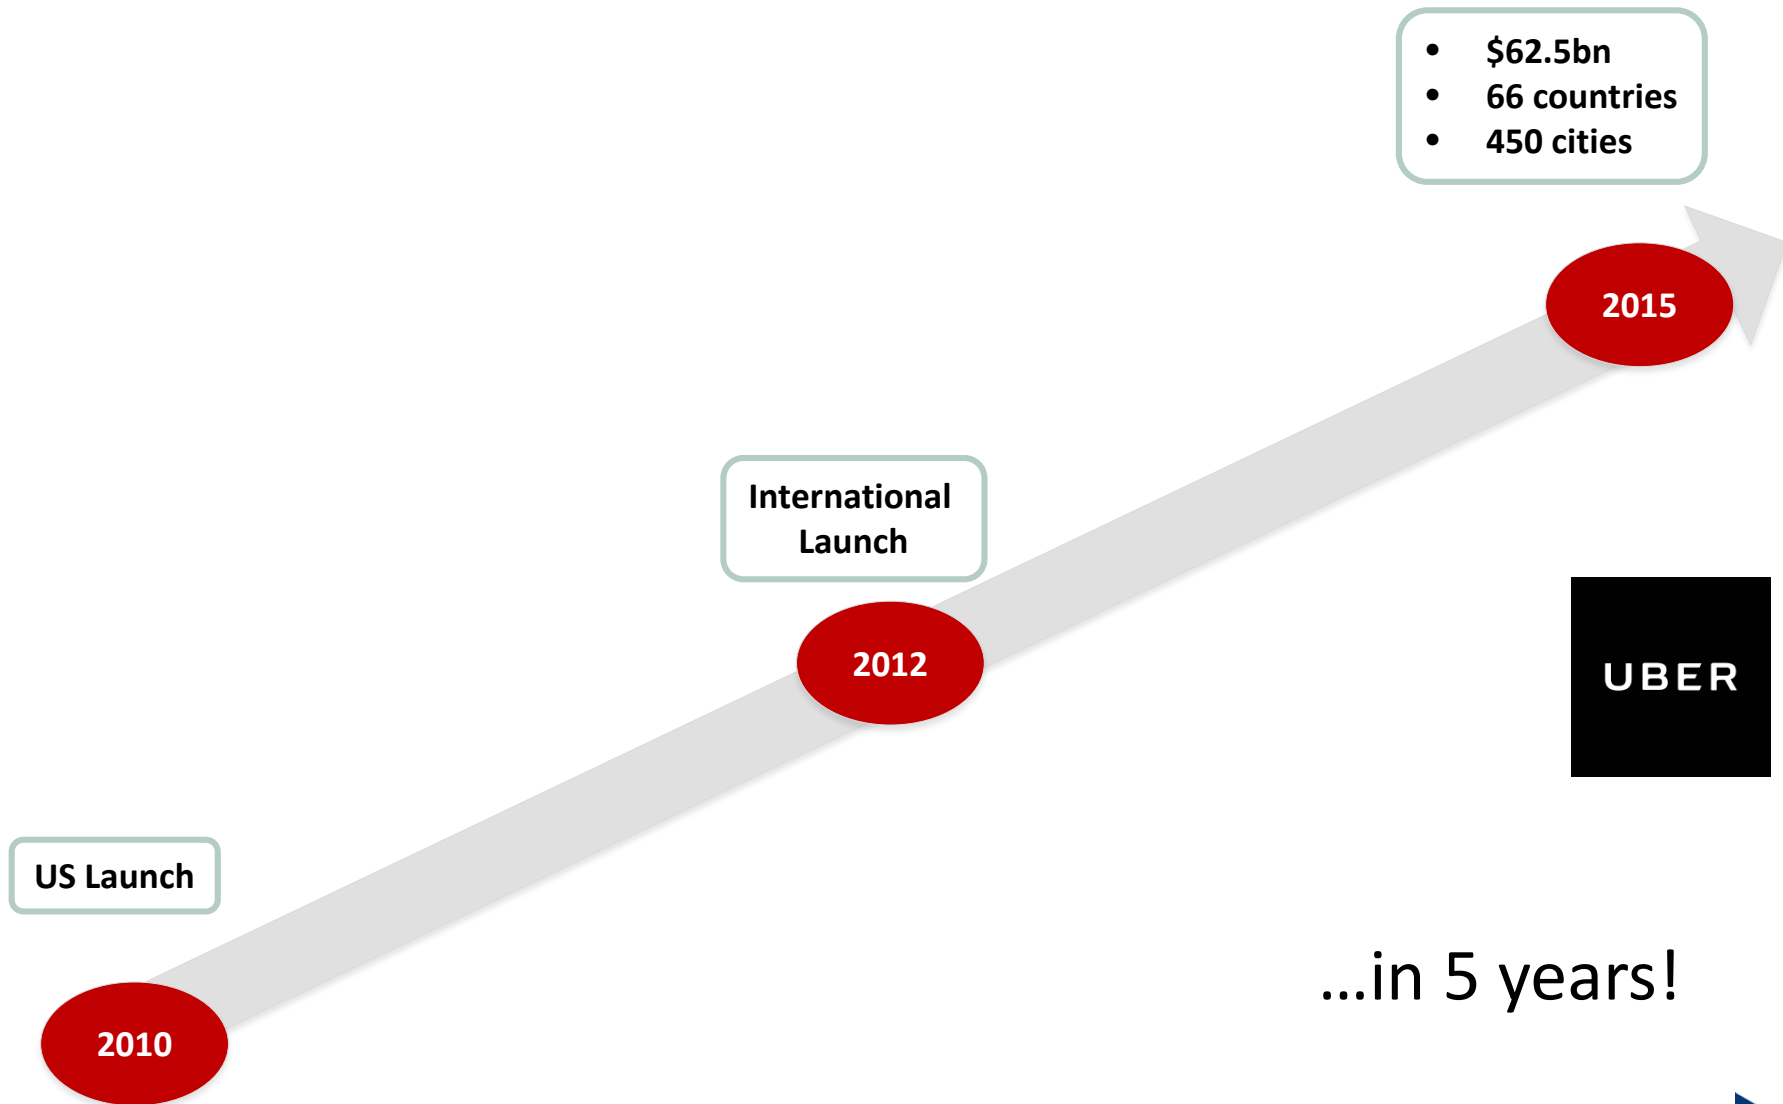 • $62.5bn
• 66 countries
• 450 cities
2015
International
Launch
2012
UBER
US Launch
...in 5 years!
2010